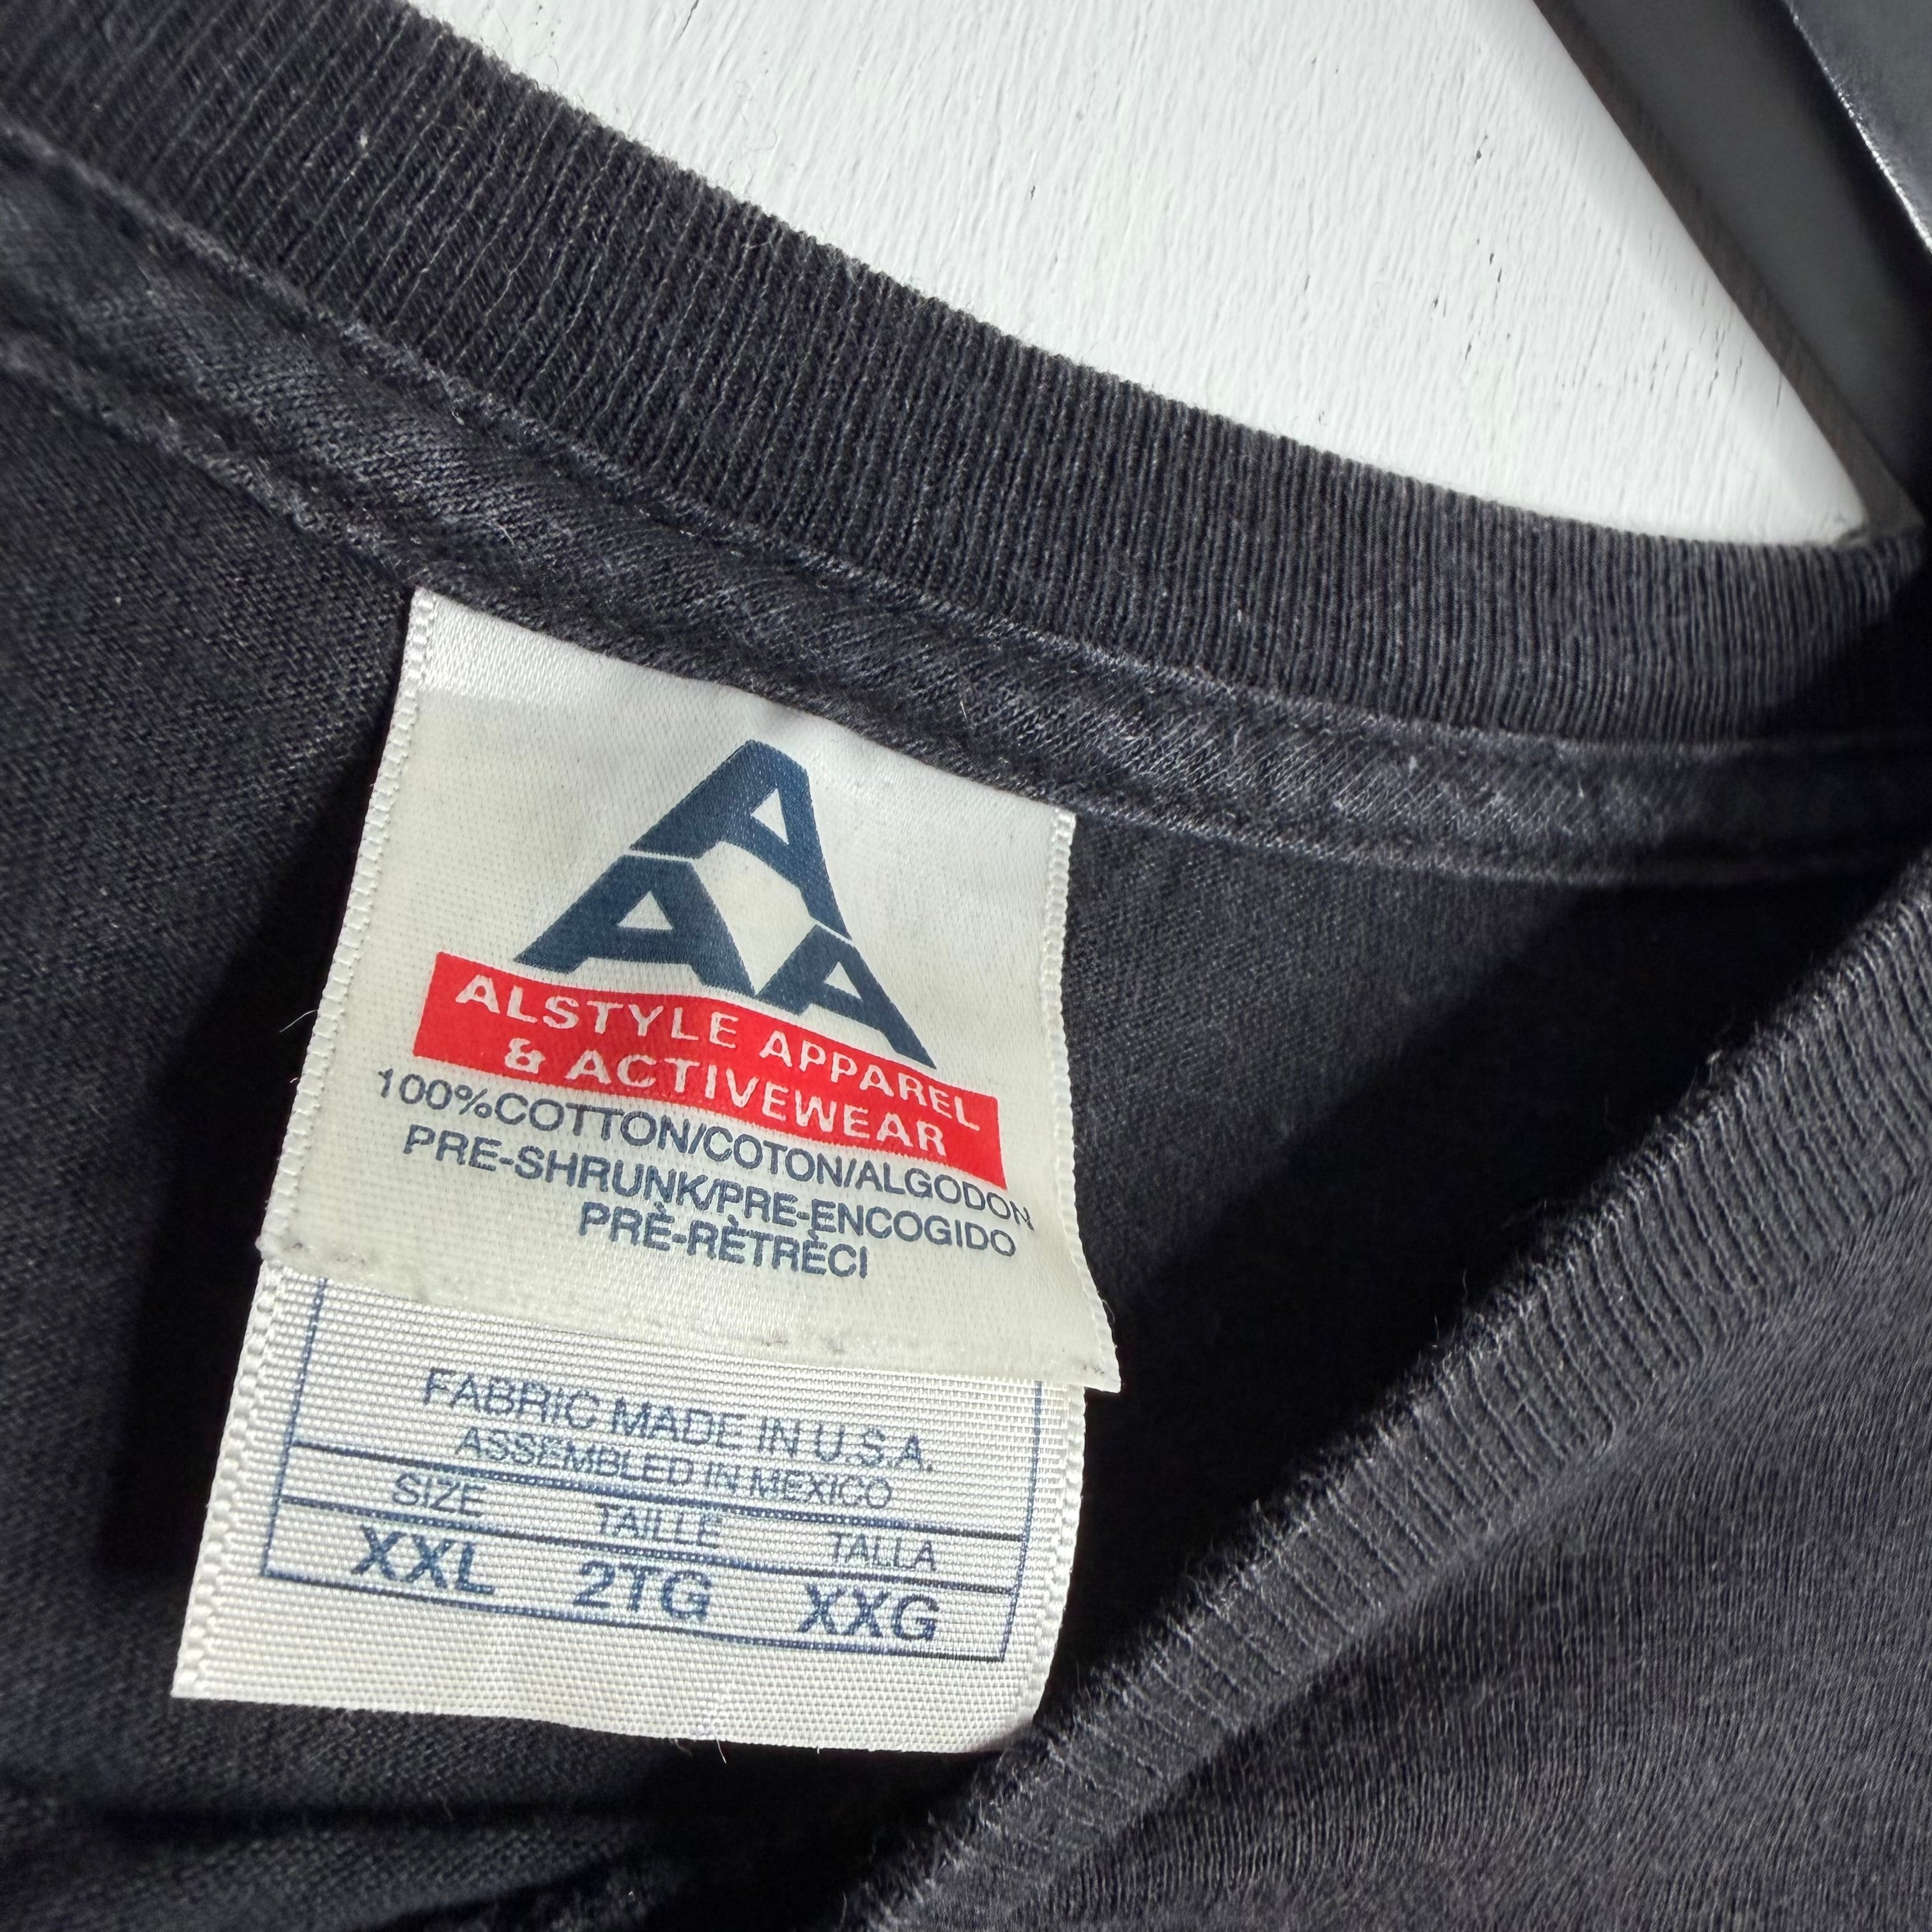 A
A A
ALSTYLE APPAREL
& ACTIVEWEAR
100%COTTON/COTON/ALGODON
PRE-SHRUNK/PRE-ENCOGIDO
PRÈ-RÈTRÈCI
FABRIC MADE IN U.S.A.
ASSEMBLED IN MEXICO
SIZE TAILLE TALLA
XXL 2TG XXG